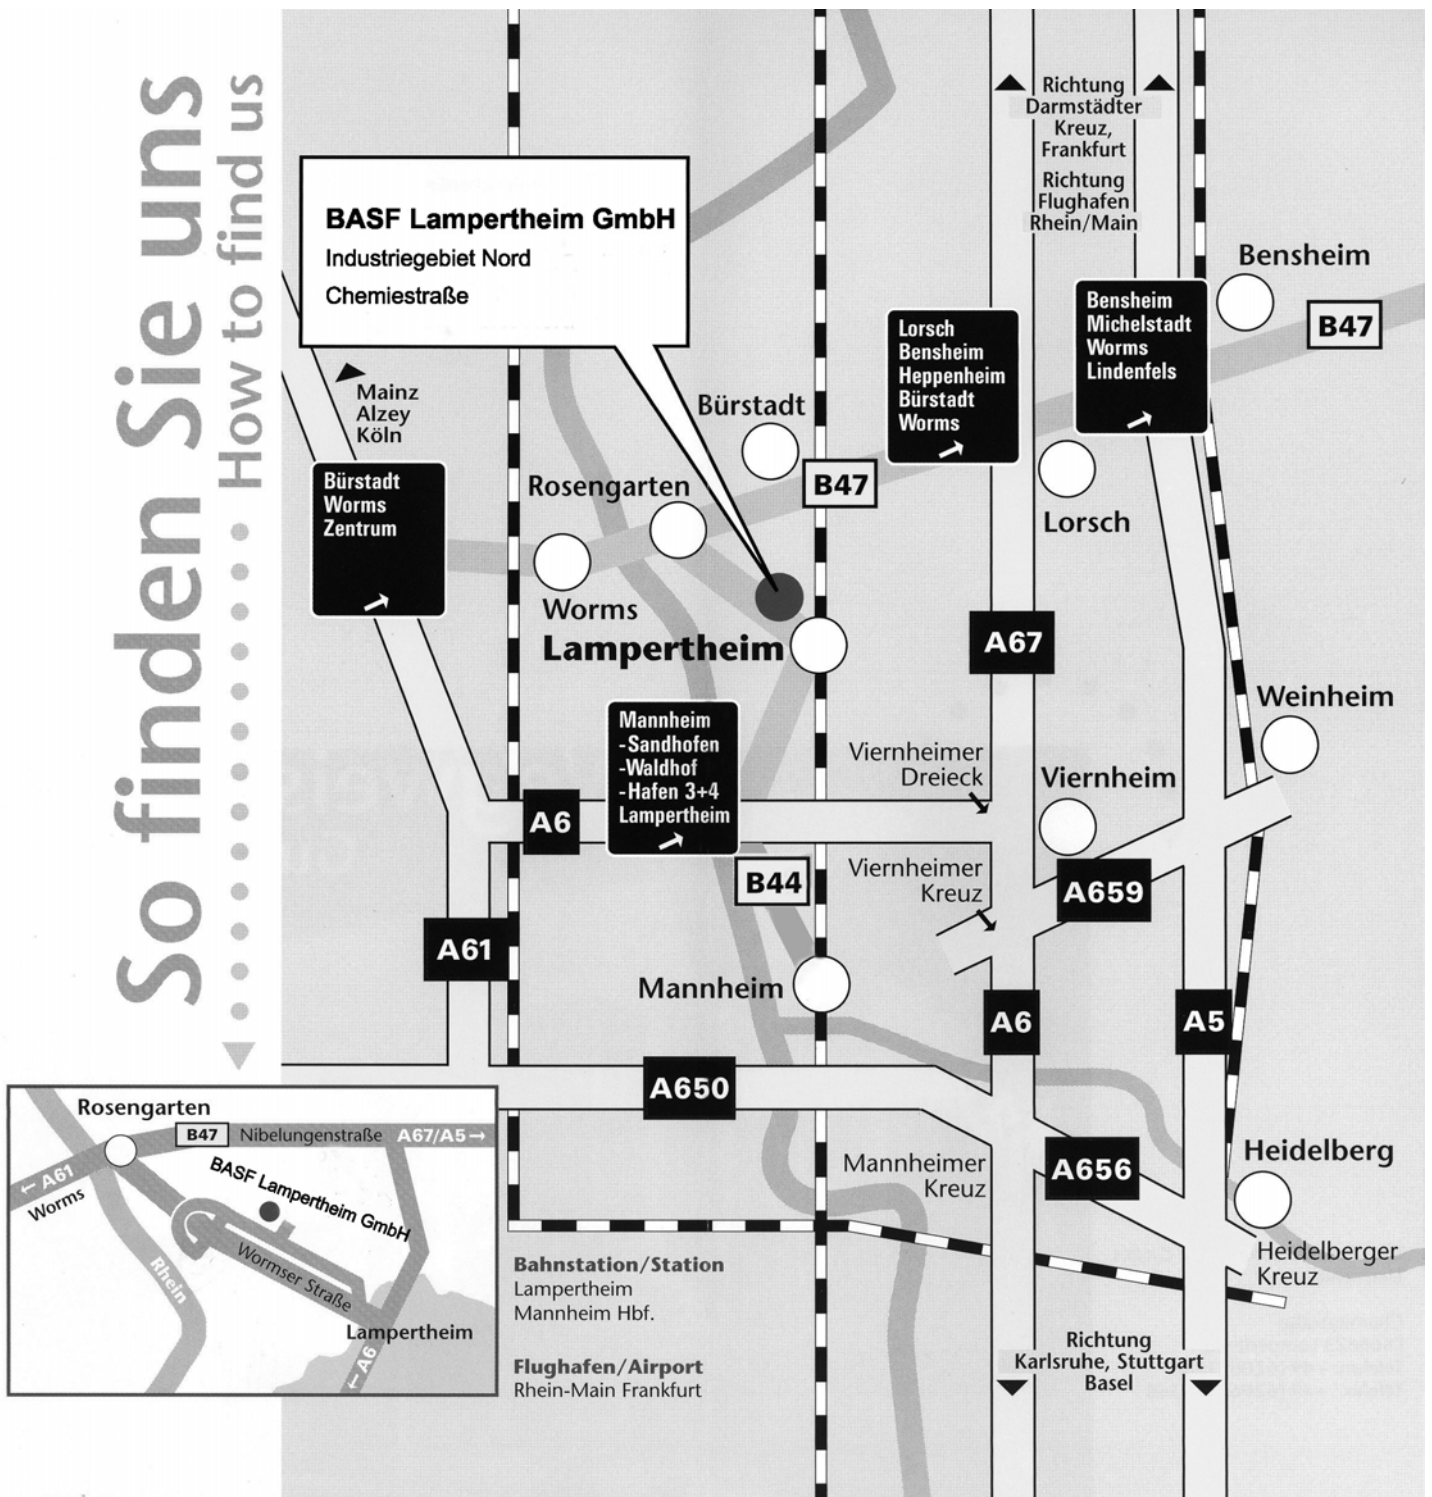 So finden Sie uns
How to find us
Richtung
Darmstädter
Kreuz,
Frankfurt
Richtung
Flughafen
Rhein/Main
BASF Lampertheim GmbH
Industriegebiet Nord
Chemiestraße
Bensheim
B47
Bensheim
Michelstadt
Worms
Lindenfels
Lorsch
Bensheim
Heppenheim
Bürstadt
Worms
Mainz
Alzey
Köln
Bürstadt
B47
Rosengarten
Bürstadt
Worms
Zentrum
Lorsch
Worms
Lampertheim
A67
Weinheim
Mannheim
-Sandhofen
-Waldhof
-Hafen 3+4
Lampertheim
Viernheimer
Dreieck
Viernheim
A6
B44
Viernheimer
Kreuz
A659
A61
Mannheim
A6
A5
A650
Mannheimer
Kreuz
A656
Heidelberg
Heidelberger
Kreuz
Rosengarten
B47
Nibelungenstraße
A67/A5→
←A61
Worms
BASF Lampertheim GmbH
Wormser Straße
Rhein
Lampertheim
←A6
Bahnstation/Station
Lampertheim
Mannheim Hbf.
Flughafen/Airport
Rhein-Main Frankfurt
Richtung
Karlsruhe, Stuttgart
Basel